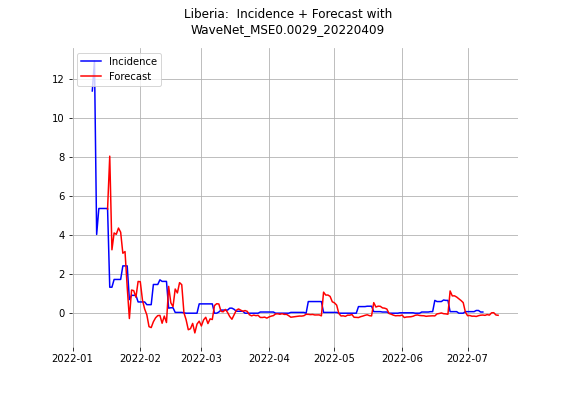 Liberia:  Incidence + Forecast with
WaveNet_MSE0.0029_20220409
Incidence
Forecast
12
10
8
6
4
2
0
2022-01 2022-02 2022-03 2022-04 2022-05 2022-06 2022-07